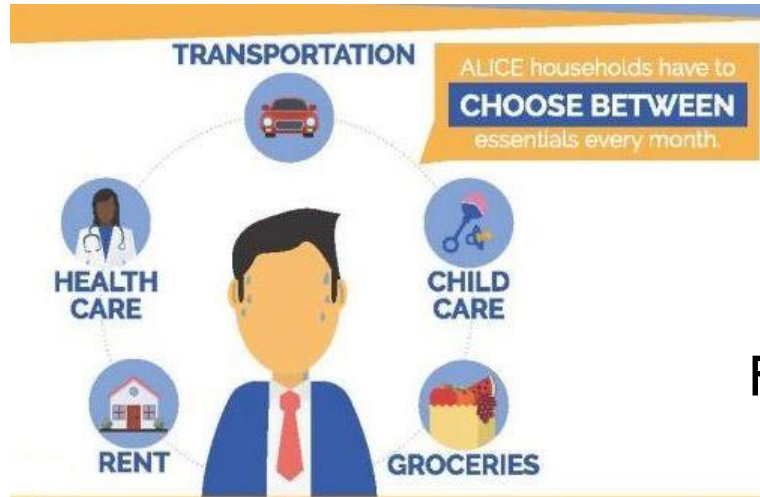 TRANSPORTATION
ALICE households have to
CHOOSE BETWEEN
essentials every month.
HEALTH
CARE
CHILD
CARE
RENT
GROCERIES